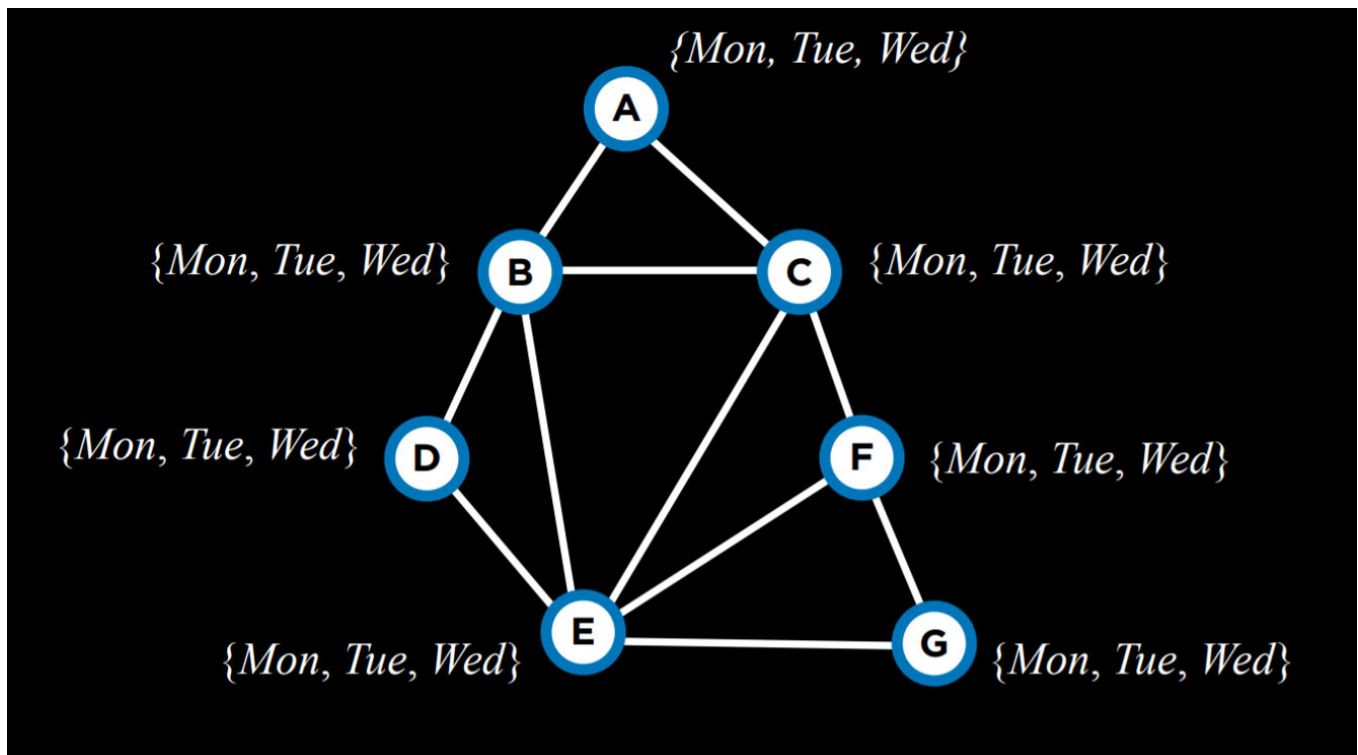 {Mon, Tue, Wed}
A
{Mon, Tue, Wed}
B
C
{Mon, Tue, Wed}
{Mon, Tue, Wed}
D
F
{Mon, Tue, Wed}
{Mon, Tue, Wed}
E
G
{Mon, Tue, Wed}